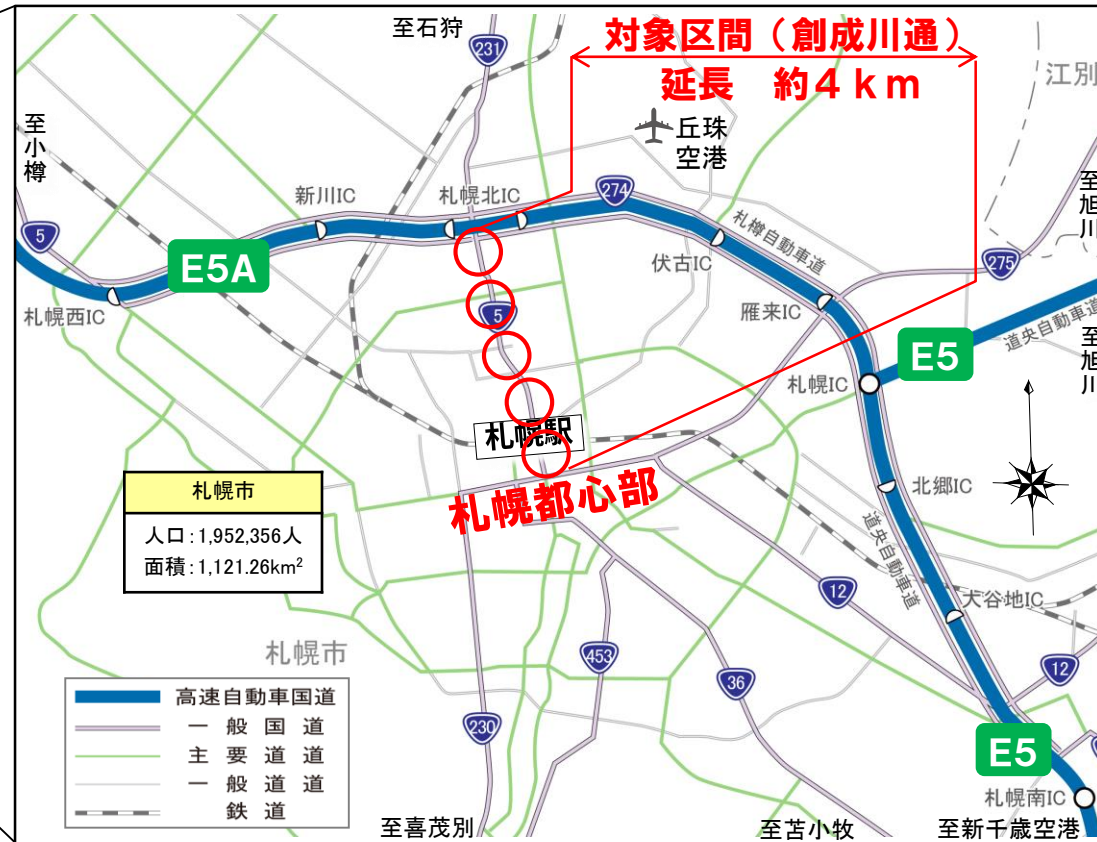 至石狩
231
対象区間（創成川通）
延長　約４ｋｍ
江別
至小樽
丘珠
空港
新川IC
札幌北IC
274
至旭川
5
E5A
札樽自動車道
伏古IC
275
札幌西IC
5
雁来IC
道央自動車道
E5
至旭川
札幌IC
札幌駅
札幌都心部
北郷IC
札幌市
人口：1,952,356人
面積：1,121.26km²
道央自動車道
12
大谷地IC
札幌市
453
36
12
230
高速自動車国道
一般国道
主要道道
一般道道
鉄道
E5
札幌南IC
至喜茂別
至苫小牧
至新千歳空港